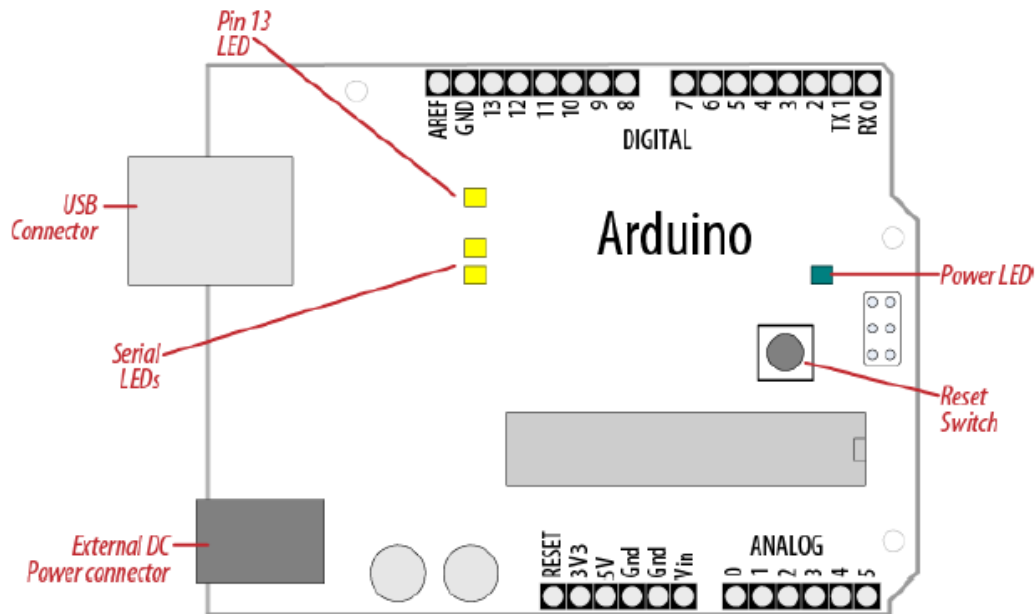 Pin 13
LED
AREF
GND
13
12
11
10
9
8
7
6
5
4
3
2
TX 1
RX 0
DIGITAL
USB
Connector
Arduino
Power LED
Serial
LEDs
Reset
Switch
External DC
Power connector
RESET
3V3
5V
Gnd
Gnd
Vin
ANALOG
0
1
2
3
4
5